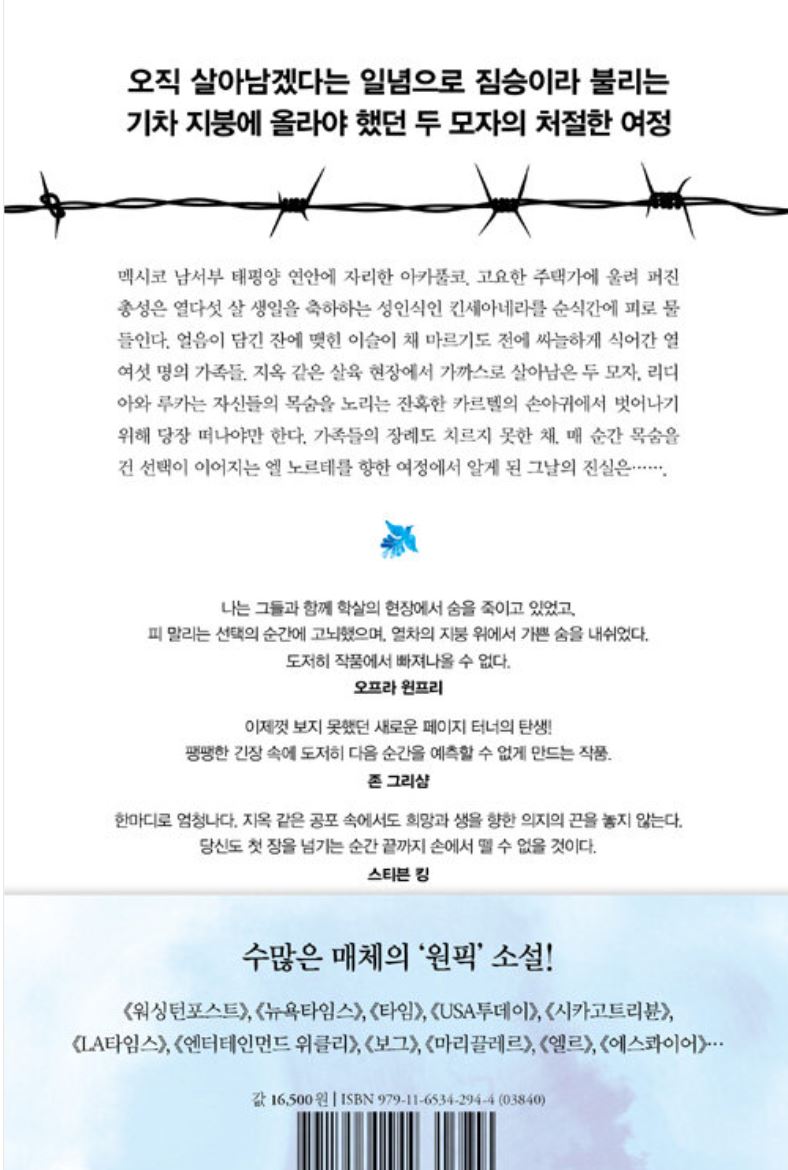 오직 살아남겠다는 일념으로 짐승이라 불리는
기차 지붕에 올라야 했던 두 모자의 처절한 여정
멕시코 남서부 태평양 연안에 자리한 아카풀코. 고요한 주택가에 울려 퍼진
총성은 열다섯 살 생일을 축하하는 성인식인 킨세아녜라를 순식간에 피로 물
들인다. 얼음이 담긴 잔에 맺힌 이슬이 채 마르기도 전에 싸늘하게 식어간 열
여섯 명의 가족들. 지옥 같은 살육 현장에서 가까스로 살아남은 두 모자, 리디
아와 루카는 자신들의 목숨을 노리는 잔혹한 카르텔의 손아귀에서 벗어나기
위해 당장 떠나야만 한다. 가족들의 장례도 치르지 못한 채, 매 순간 목숨을
건 선택이 이어지는 엘 노르테를 향한 여정에서 알게 된 그날의 진실은…….
나는 그들과 함께 학살의 현장에서 숨을 죽이고 있었고,
피 말리는 선택의 순간에 고뇌했으며, 열차의 지붕 위에서 가쁜 숨을 내쉬었다.
도저히 작품에서 빠져나올 수 없다.
오프라 윈프리
이제껏 보지 못했던 새로운 페이지 터너의 탄생!
팽팽한 긴장 속에 도저히 다음 순간을 예측할 수 없게 만드는 작품.
존 그리샴
한마디로 엄청나다. 지옥 같은 공포 속에서도 희망과 생을 향한 의지의 끈을 놓지 않는다.
당신도 첫 장을 넘기는 순간 끝까지 손에서 뗄 수 없을 것이다.
스티븐 킹
수많은 매체의 ‘원픽’ 소설!
《워싱턴포스트》, 《뉴욕타임스》, 《타임》, 《USA투데이》, 《시카고트리뷴》,
《LA타임스》, 《엔터테인먼드 위클리》, 《보그》, 《마리끌레르》, 《엘르》, 《에스콰이어》…
값 16,500원 | ISBN 979-11-6534-294-4 (03840)